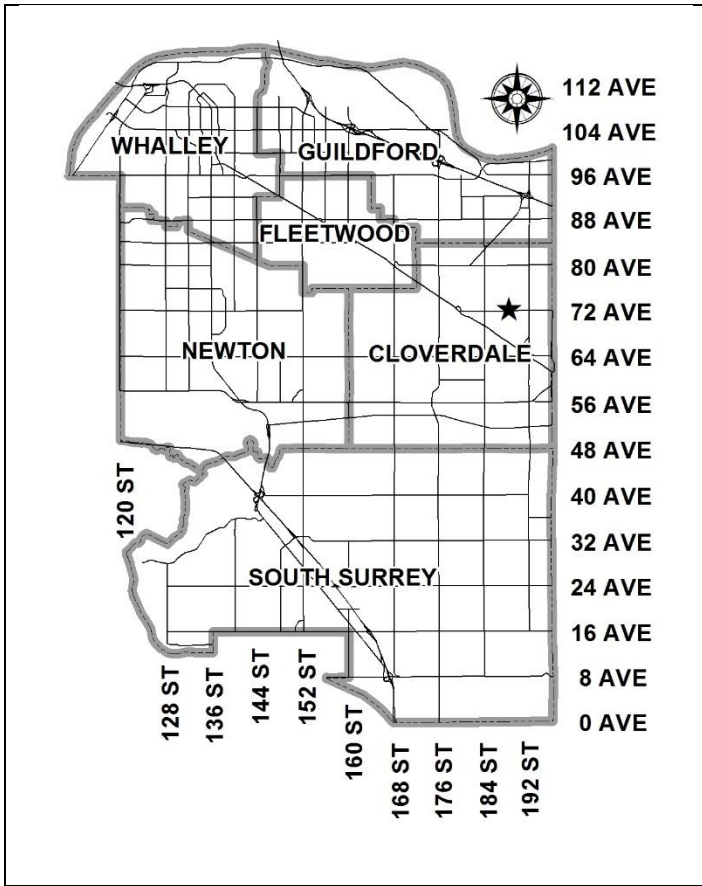 112 AVE
104 AVE
WHALLEY
GUILDFORD
96 AVE
88 AVE
FLEETWOOD
80 AVE
72 AVE
NEWTON
CLOVERDALE
64 AVE
56 AVE
48 AVE
120 ST
40 AVE
32 AVE
SOUTH SURREY
24 AVE
16 AVE
8 AVE
0 AVE
128 ST
136 ST
144 ST
152 ST
160 ST
168 ST
176 ST
184 ST
192 ST